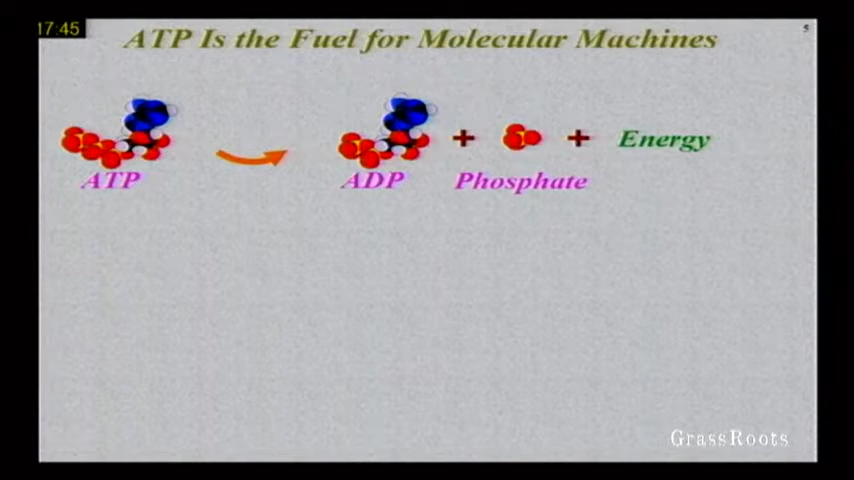 17:45
ATP Is the Fuel for Molecular Machines
5
+ + Energy
ATP ADP Phosphate
GrassRoots